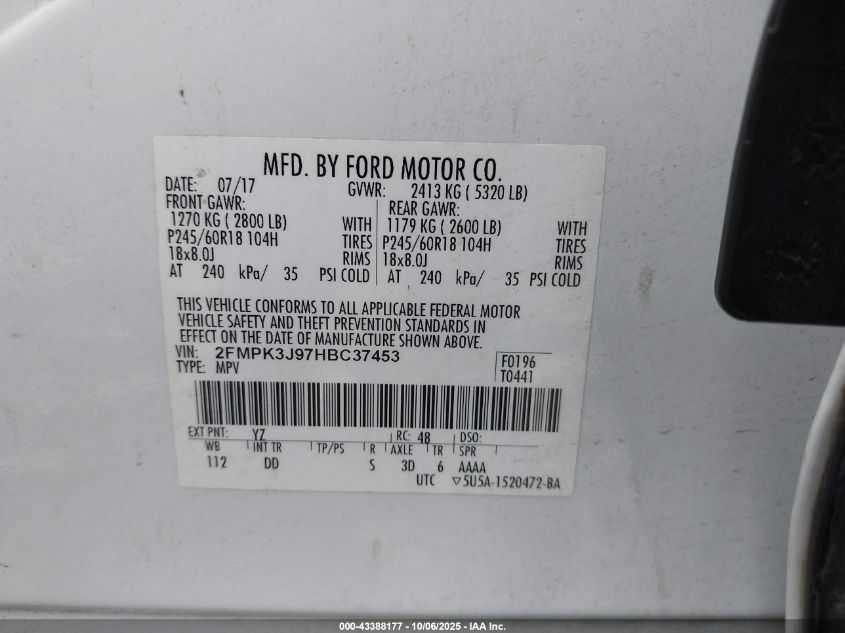 MFD. BY FORD MOTOR CO.
DATE: 07/17 GVWR: 2413 KG ( 5320 LB)
FRONT GAWR: REAR GAWR:
1270 KG ( 2800 LB) WITH 1179 KG ( 2600 LB) WITH
P245/60R18 104H TIRES P245/60R18 104H TIRES
18x8.0J RIMS 18x8.0J RIMS
AT 240 kPa/ 35 PSI COLD AT 240 kPa/ 35 PSI COLD
THIS VEHICLE CONFORMS TO ALL APPLICABLE FEDERAL MOTOR
VEHICLE SAFETY AND THEFT PREVENTION STANDARDS IN
EFFECT ON THE DATE OF MANUFACTURE SHOWN ABOVE.
VIN: 2FMPK3J97HBC37453 F0196
TYPE: MPV T0441
EXT PNT: YZ RC: 48 DSO:
WB INT TR TP/PS R AXLE TR SPR
112 DD S 3D 6 AAAA
UTC ▽5U5A-1520472-BA
000-43388177 - 10/06/2025 - IAA Inc.